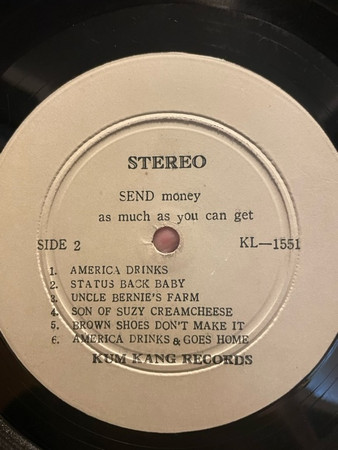 STEREO
SEND money
as much as you can get
SIDE 2 KL—1551
1. AMERICA DRINKS
2. STATUS BACK BABY
3. UNCLE BERNIE'S FARM
4. SON OF SUZY CREAMCHEESE
5. BROWN SHOES DON'T MAKE IT
6. AMERICA DRINKS & GOES HOME
KUM KANG RECORDS